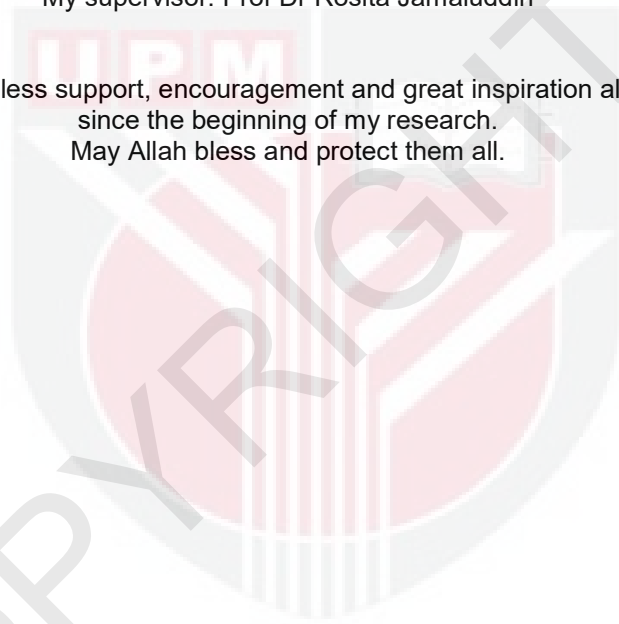 My supervisor: Prof Dr Rosita Jamaluddin
UPM
less support, encouragement and great inspiration al
since the beginning of my research.
May Allah bless and protect them all.
PYRIGHT